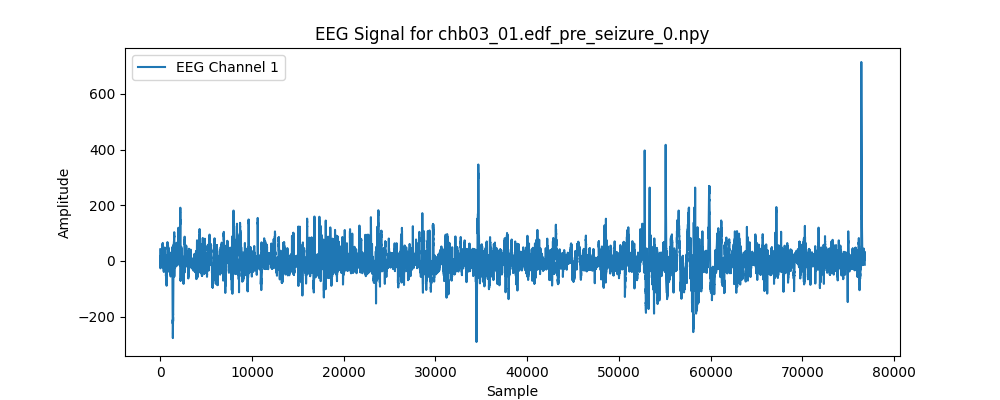 EEG Signal for chb03_01.edf_pre_seizure_0.npy
EEG Channel 1
600
400
200
0
−200
Amplitude
0 10000 20000 30000 40000 50000 60000 70000 80000
Sample